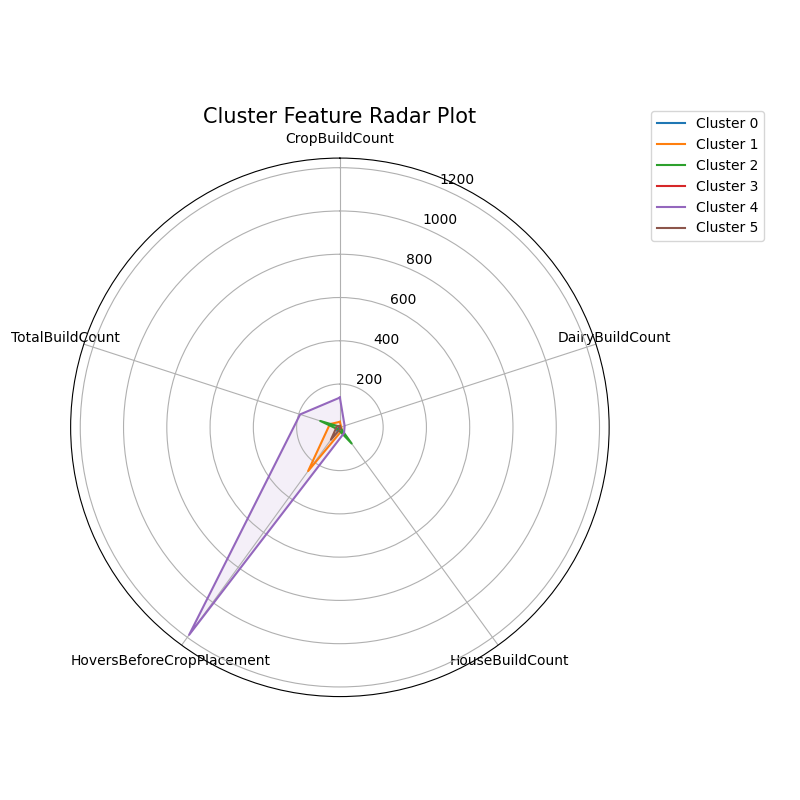 Cluster Feature Radar Plot
CropBuildCount
Cluster 0
Cluster 1
Cluster 2
Cluster 3
Cluster 4
Cluster 5
1200
1000
800
600
400
200
TotalBuildCount
DairyBuildCount
HoversBeforeCropPlacement
HouseBuildCount